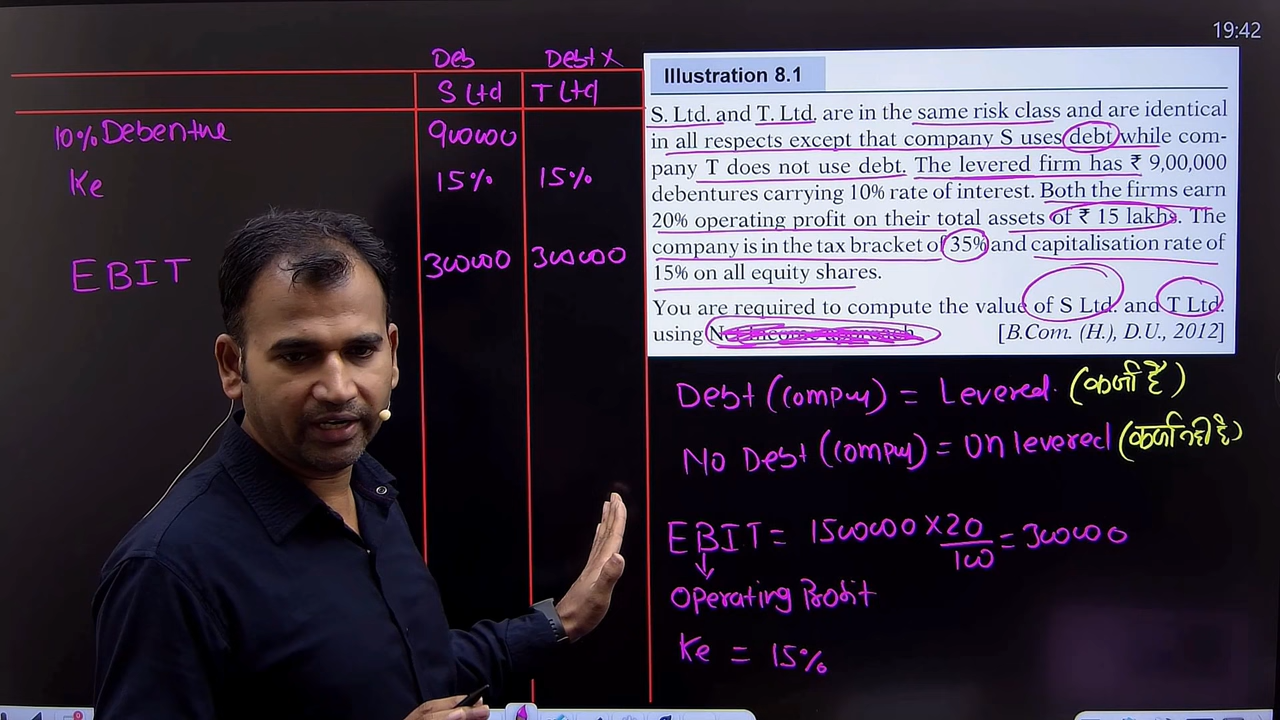 19:42
Deb Debt X
S Ltd T Ltd
10% Debenture 900000
Ke 15% 15%
EBIT 300000 300000
Illustration 8.1
S. Ltd. and T. Ltd. are in the same risk class and are identical
in all respects except that company S uses debt while com-
pany T does not use debt. The levered firm has ₹ 9,00,000
debentures carrying 10% rate of interest. Both the firms earn
20% operating profit on their total assets of ₹ 15 lakhs. The
company is in the tax bracket of 35% and capitalisation rate of
15% on all equity shares.
You are required to compute the value of S Ltd. and T Ltd.
using Net Income approach [B.Com. (H.), D.U., 2012]
Debt (Company) = Levered. (कर्जा है)
No Debt (Company) = Un levered (कर्जा नहीं है)
EBIT = 1500000 × 20/100 = 300000
↓
Operating Profit
Ke = 15%